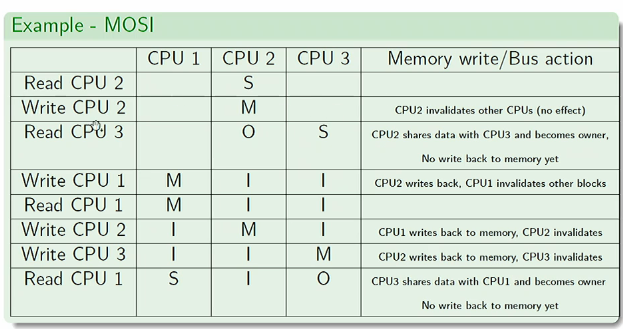 Example - MOSI
CPU 1 CPU 2 CPU 3 Memory write/Bus action
Read CPU 2 S
Write CPU 2 M CPU2 invalidates other CPUs (no effect)
Read CPU 3 O S CPU2 shares data with CPU3 and becomes owner,
No write back to memory yet
Write CPU 1 M I I CPU2 writes back, CPU1 invalidates other blocks
Read CPU 1 M I I
Write CPU 2 I M I CPU1 writes back to memory, CPU2 invalidates
Write CPU 3 I I M CPU2 writes back to memory, CPU3 invalidates
Read CPU 1 S I O CPU3 shares data with CPU1 and becomes owner
No write back to memory yet